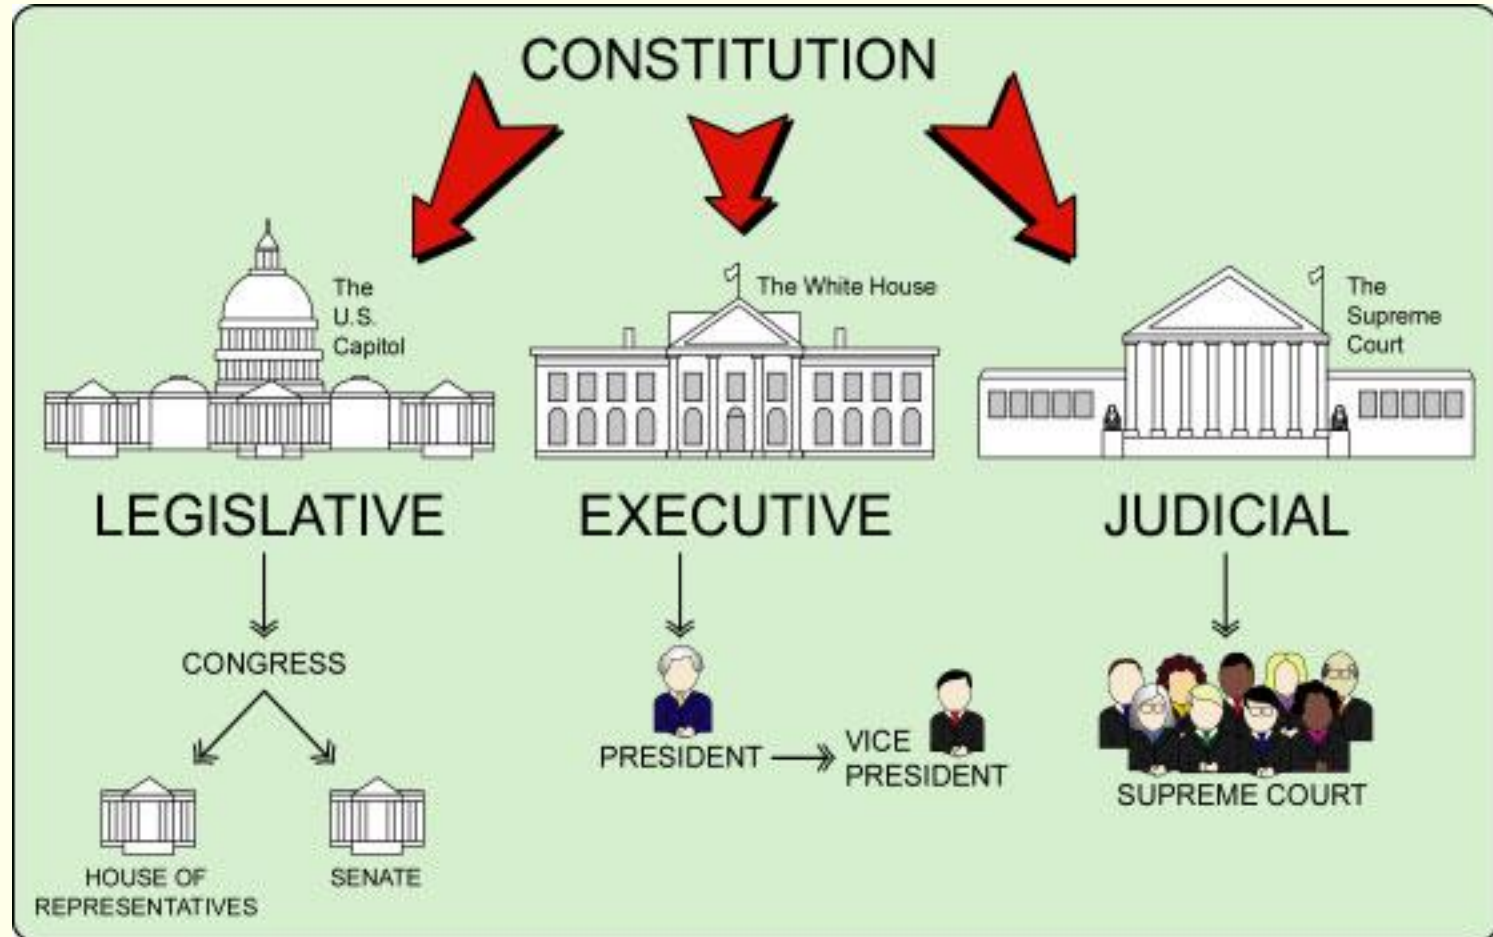 CONSTITUTION
The
U.S.
Capitol
The White House
The
Supreme
Court
LEGISLATIVE
EXECUTIVE
JUDICIAL
CONGRESS
HOUSE OF
REPRESENTATIVES
SENATE
PRESIDENT
VICE
PRESIDENT
SUPREME COURT